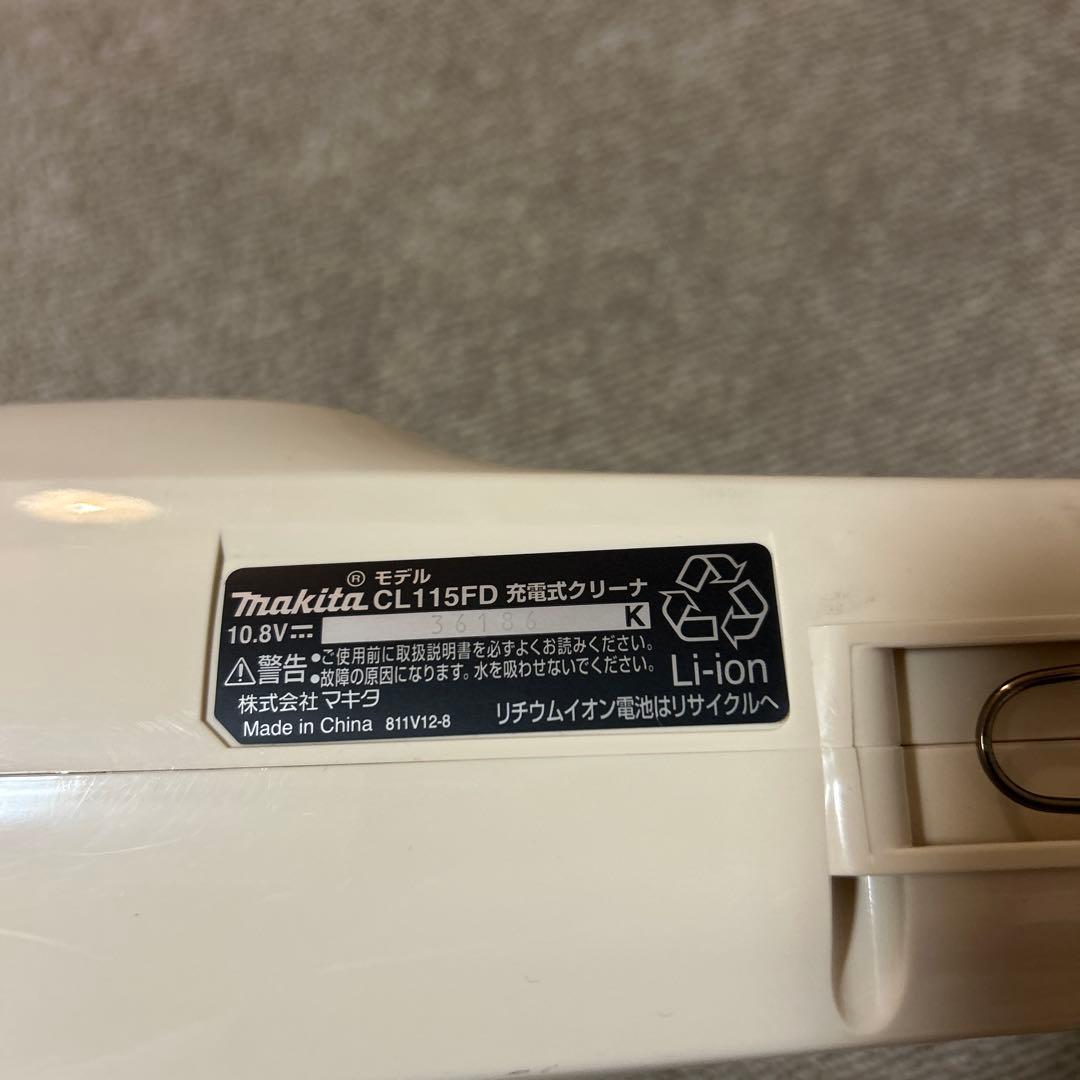 makita® モデル CL115FD 充電式クリーナ
10.8V 36186 K
警告 •ご使用前に取扱説明書を必ずよくお読みください。
•故障の原因になります。水を吸わせないでください。
株式会社マキタ
Made in China 811V12-8
Li-ion
リチウムイオン電池はリサイクルへ